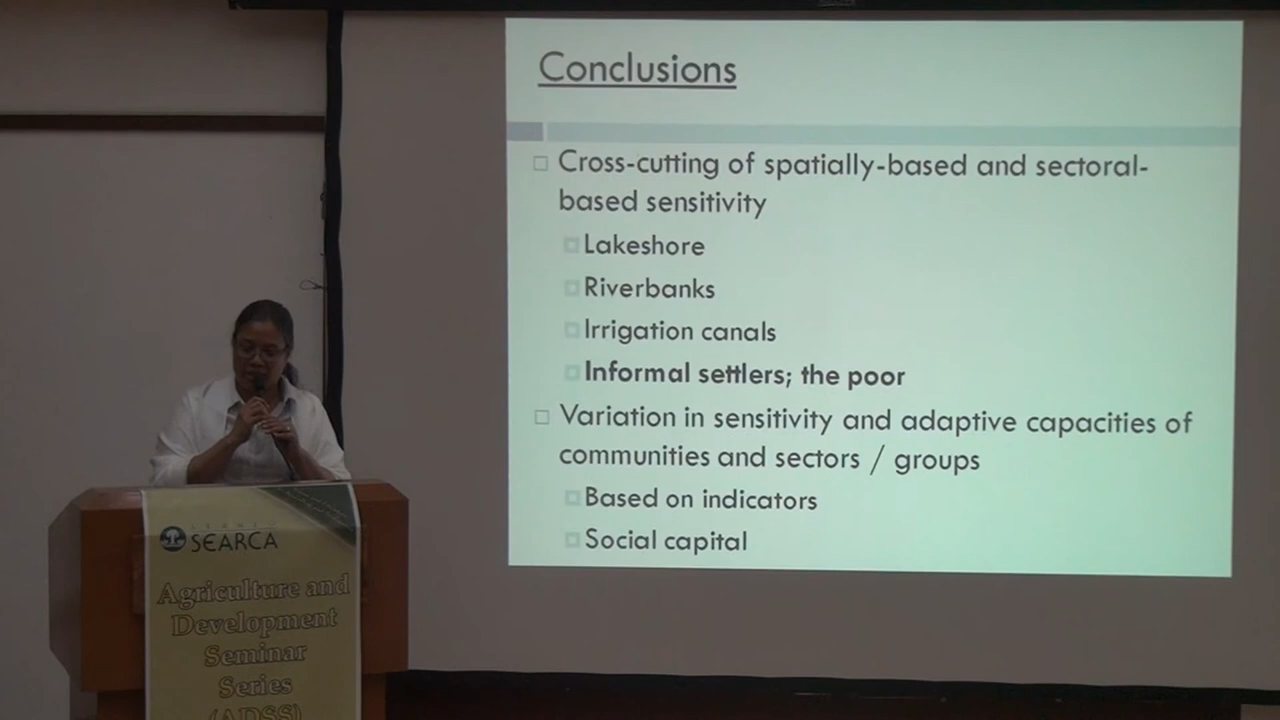 Conclusions
Cross-cutting of spatially-based and sectoral-
based sensitivity
Lakeshore
Riverbanks
Irrigation canals
Informal settlers; the poor
Variation in sensitivity and adaptive capacities of
communities and sectors / groups
Based on indicators
Social capital
SEARCA
Agriculture and
Development
Seminar
Series
(ADSS)